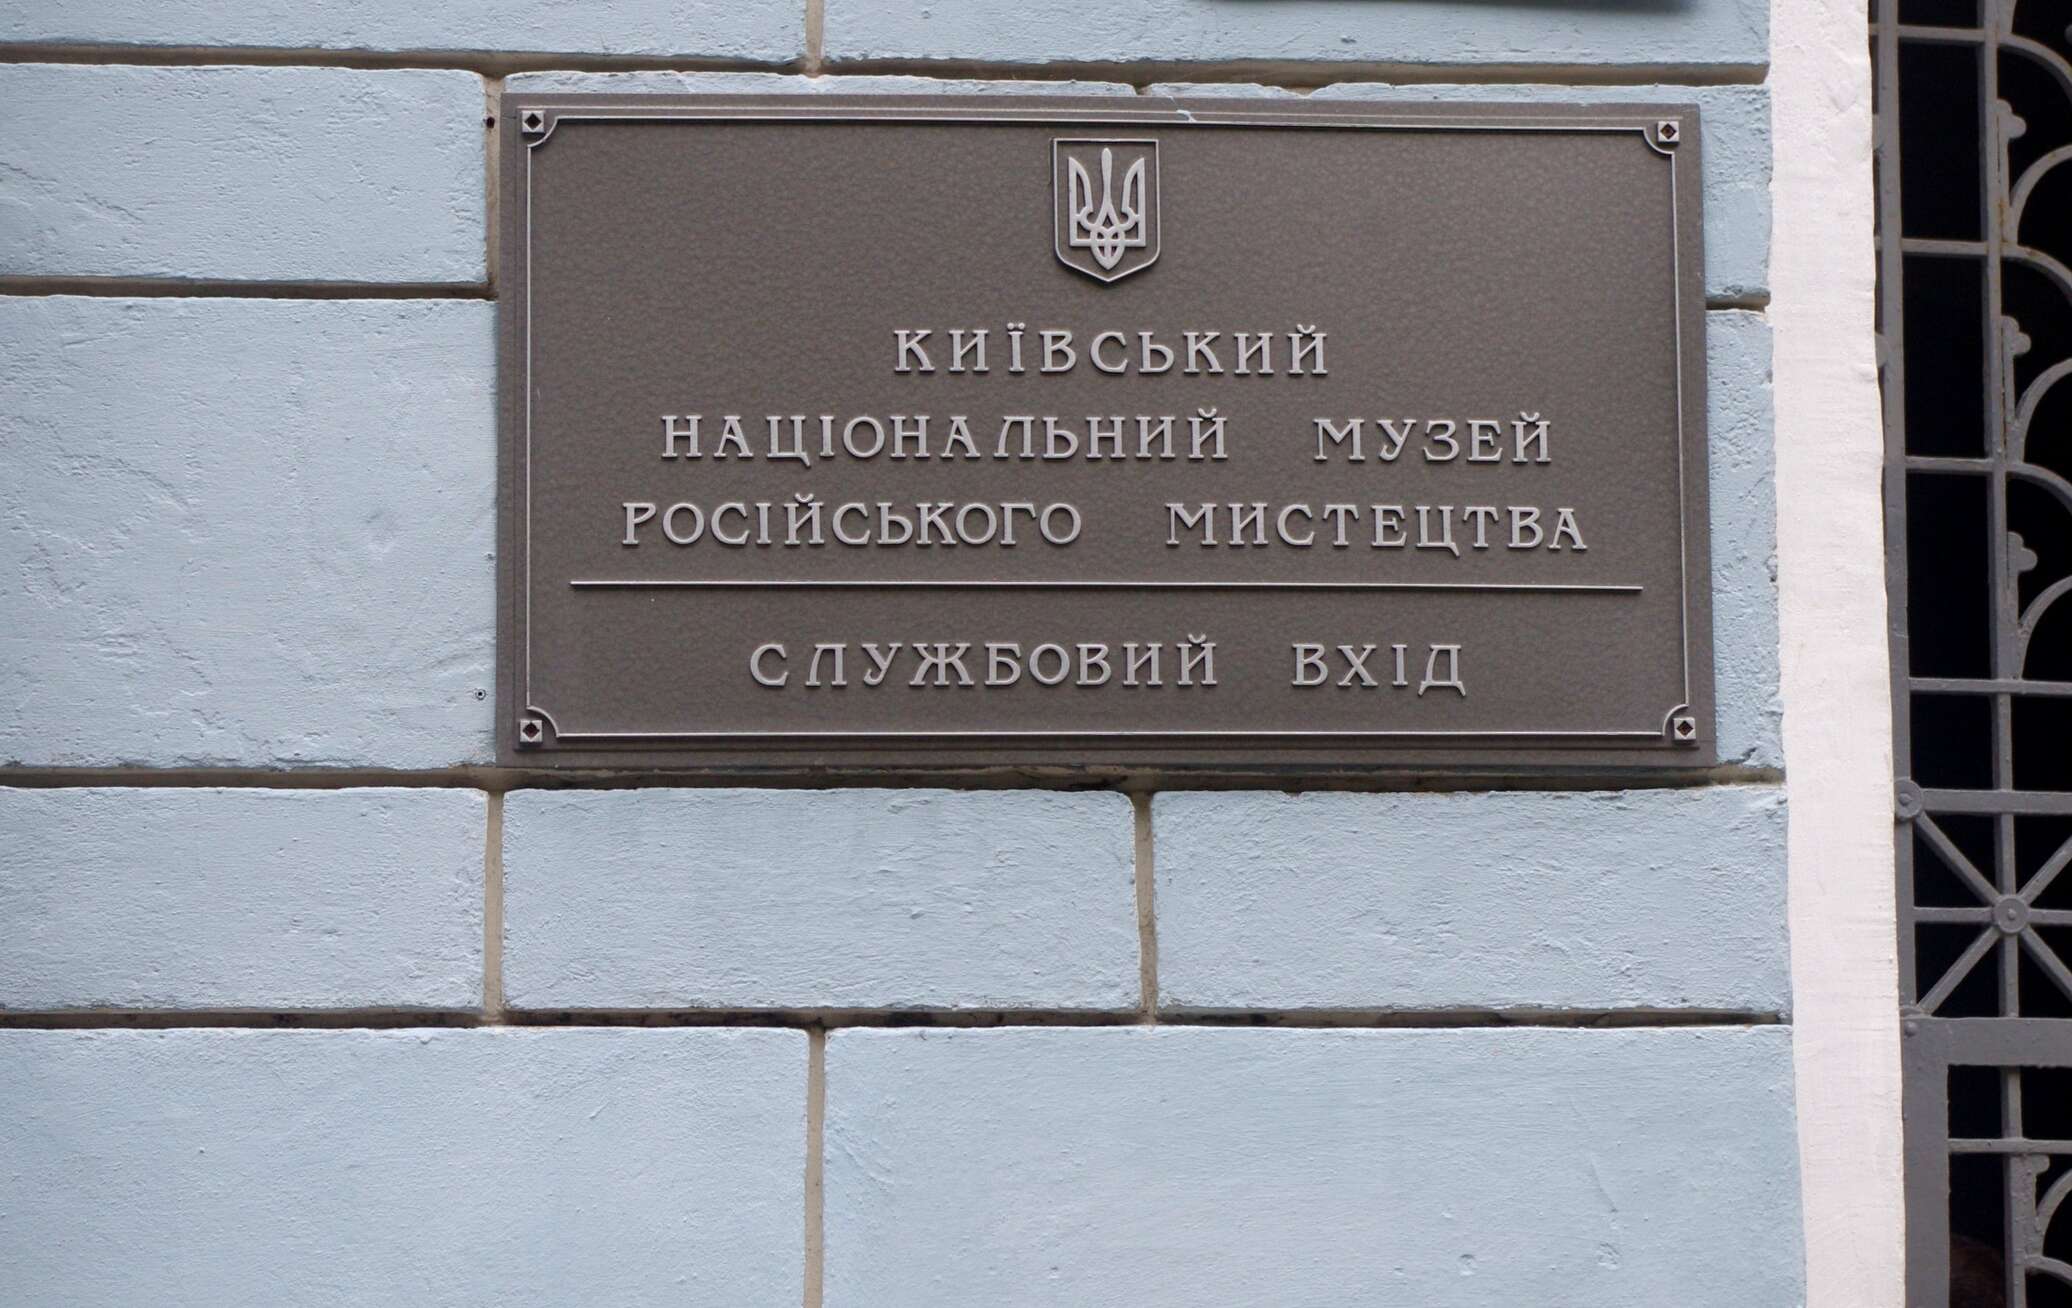 КИЇВСЬКИЙ
НАЦІОНАЛЬНИЙ МУЗЕЙ
РОСІЙСЬКОГО МИСТЕЦТВА
СЛУЖБОВИЙ ВХІД